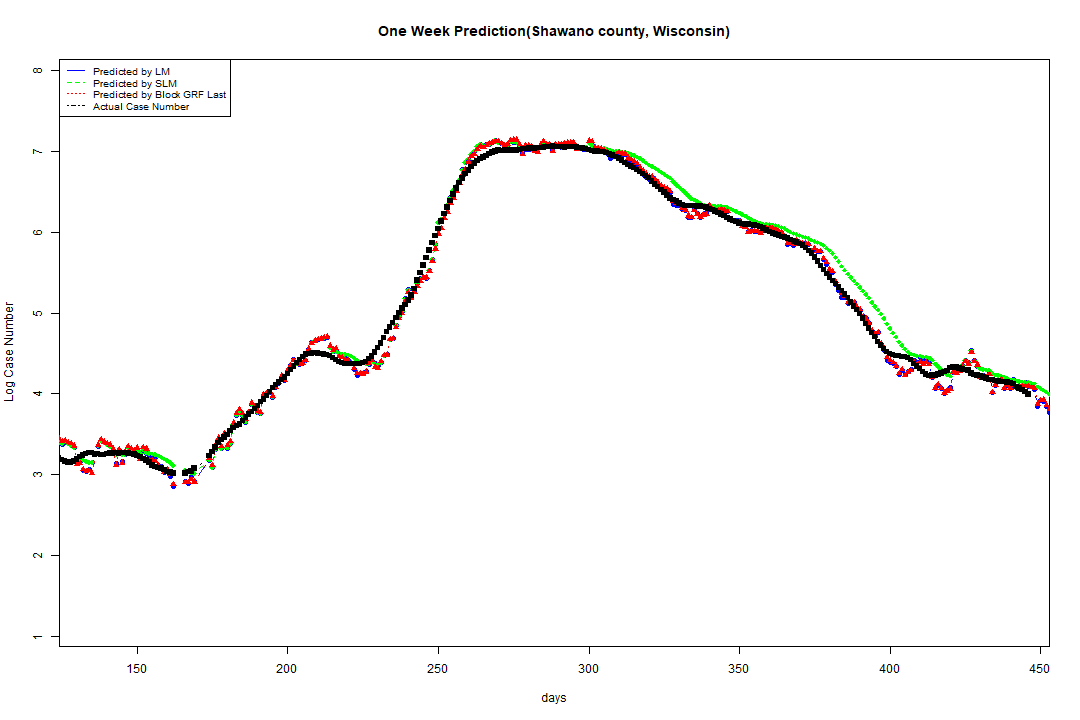 One Week Prediction(Shawano county, Wisconsin)
Predicted by LM
Predicted by SLM
Predicted by Block GRF Last
Actual Case Number
8
7
6
5
4
3
2
1
Log Case Number
150 200 250 300 350 400 450
days